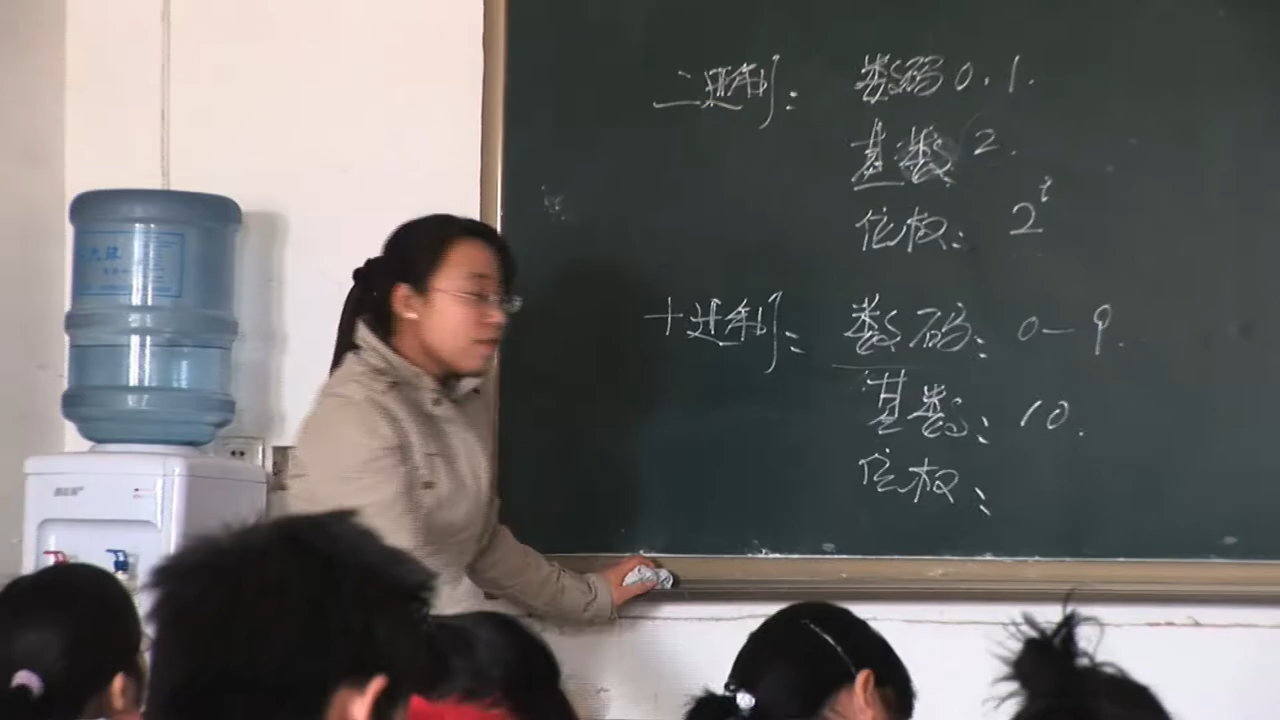 二进制： 数码 0.1.
基数 2.
位权： 2^i
十进制： 数码： 0—9.
基数： 10.
位权：